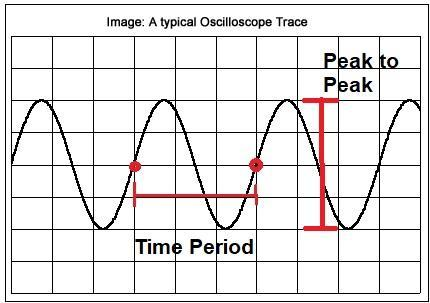 Image: A typical Oscilloscope Trace
Peak to
Peak
Time Period